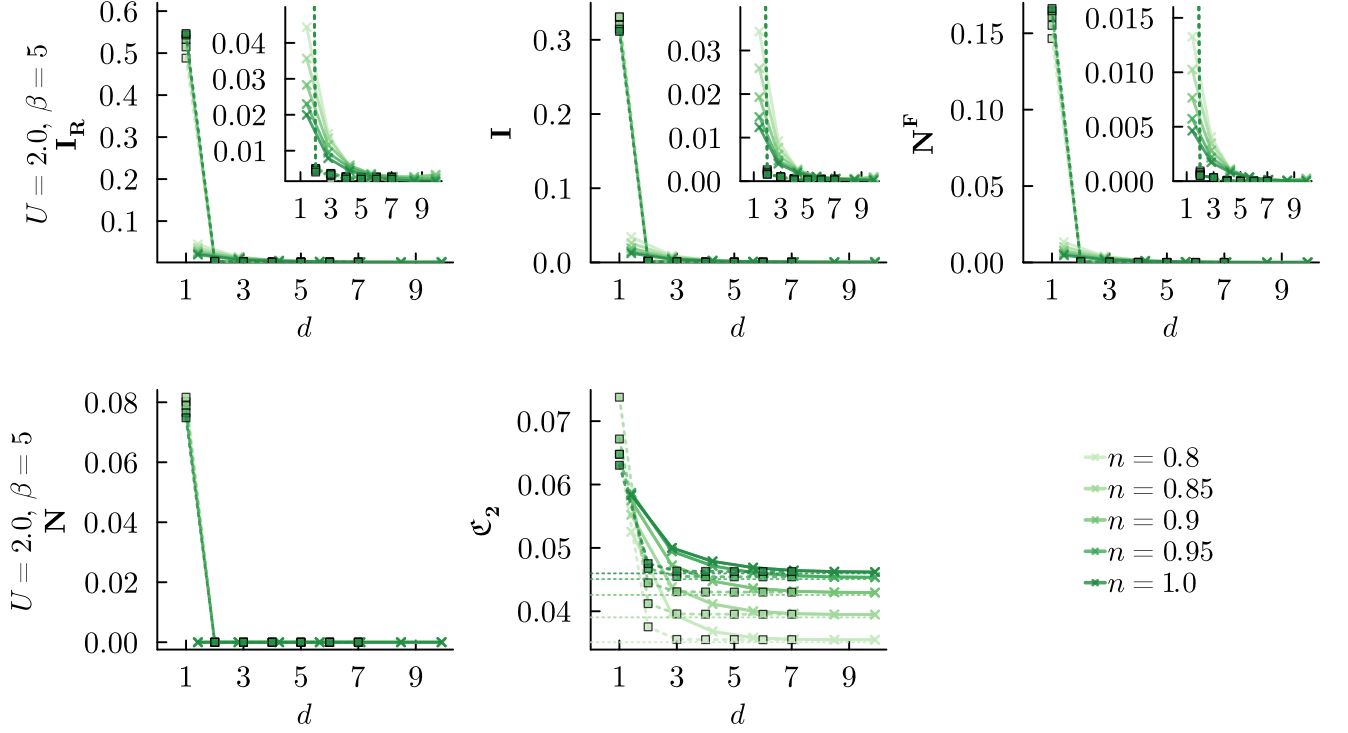 U = 2.0, β = 5
I_R
0.6
0.5
0.4
0.3
0.2
0.1
1 3 5 7 9
d
0.04
0.03
0.02
0.01
1 3 5 7 9
I
0.3
0.2
0.1
0.0
1 3 5 7 9
d
0.03
0.02
0.01
0.00
1 3 5 7 9
N^F
0.15
0.10
0.05
0.00
1 3 5 7 9
d
0.015
0.010
0.005
0.000
1 3 5 7 9
U = 2.0, β = 5
N
0.08
0.06
0.04
0.02
0.00
1 3 5 7 9
d
ℭ_2
0.07
0.06
0.05
0.04
1 3 5 7 9
d
n = 0.8
n = 0.85
n = 0.9
n = 0.95
n = 1.0